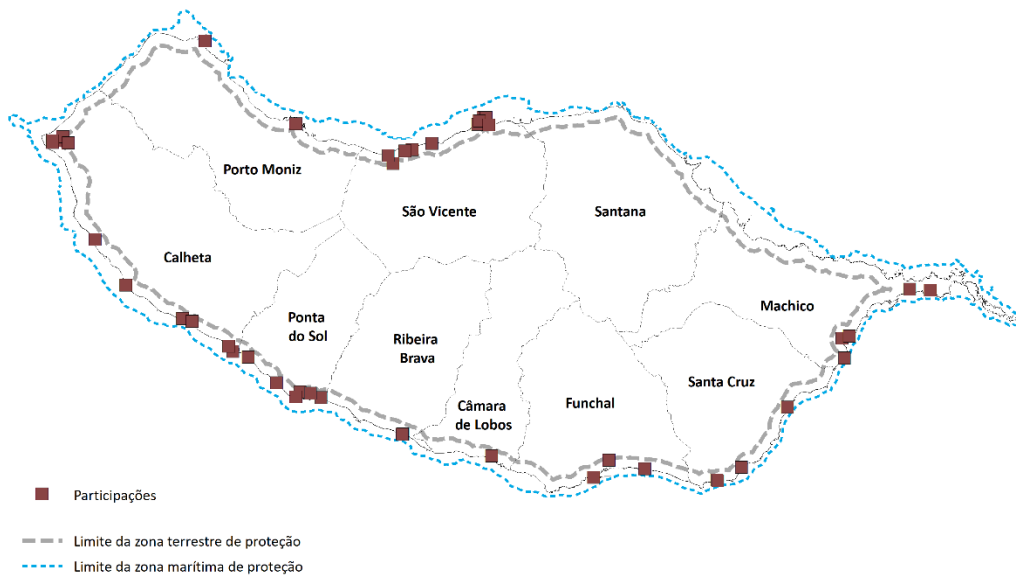 Porto Moniz
São Vicente
Santana
Calheta
Machico
Ponta
do Sol
Ribeira
Brava
Santa Cruz
Câmara
de Lobos
Funchal
Participações
Limite da zona terrestre de proteção
Limite da zona marítima de proteção